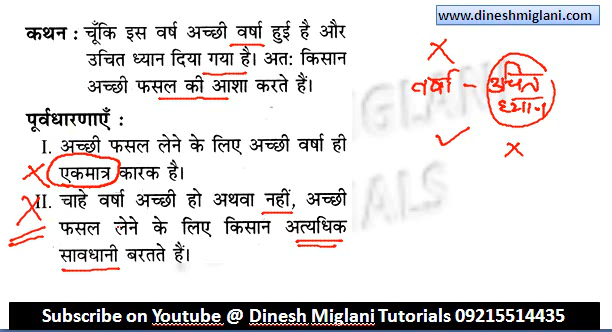 www.dineshmiglani.com
कथन : चूँकि इस वर्ष अच्छी वर्षा हुई है और
उचित ध्यान दिया गया है। अत: किसान
अच्छी फसल की आशा करते हैं।
वर्षा - उचित
ध्यान
पूर्वधारणाएँ :
I. अच्छी फसल लेने के लिए अच्छी वर्षा ही
एकमात्र कारक है।
II. चाहे वर्षा अच्छी हो अथवा नहीं, अच्छी
फसल लेने के लिए किसान अत्यधिक
सावधानी बरतते हैं।
Subscribe on Youtube @ Dinesh Miglani Tutorials 09215514435